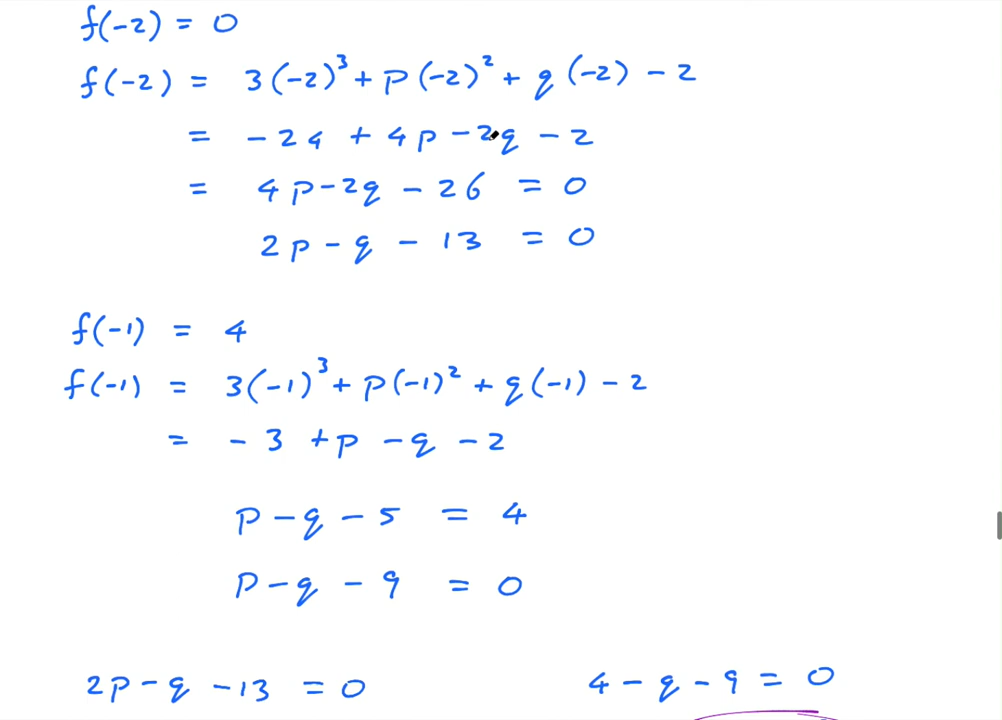 f(-2) = 0
f(-2) = 3(-2)³ + p(-2)² + q(-2) - 2
= -24 + 4p - 2q - 2
= 4p - 2q - 26 = 0
2p - q - 13 = 0
f(-1) = 4
f(-1) = 3(-1)³ + p(-1)² + q(-1) - 2
= -3 + p - q - 2
p - q - 5 = 4
p - q - 9 = 0
2p - q - 13 = 0
4 - q - 9 = 0